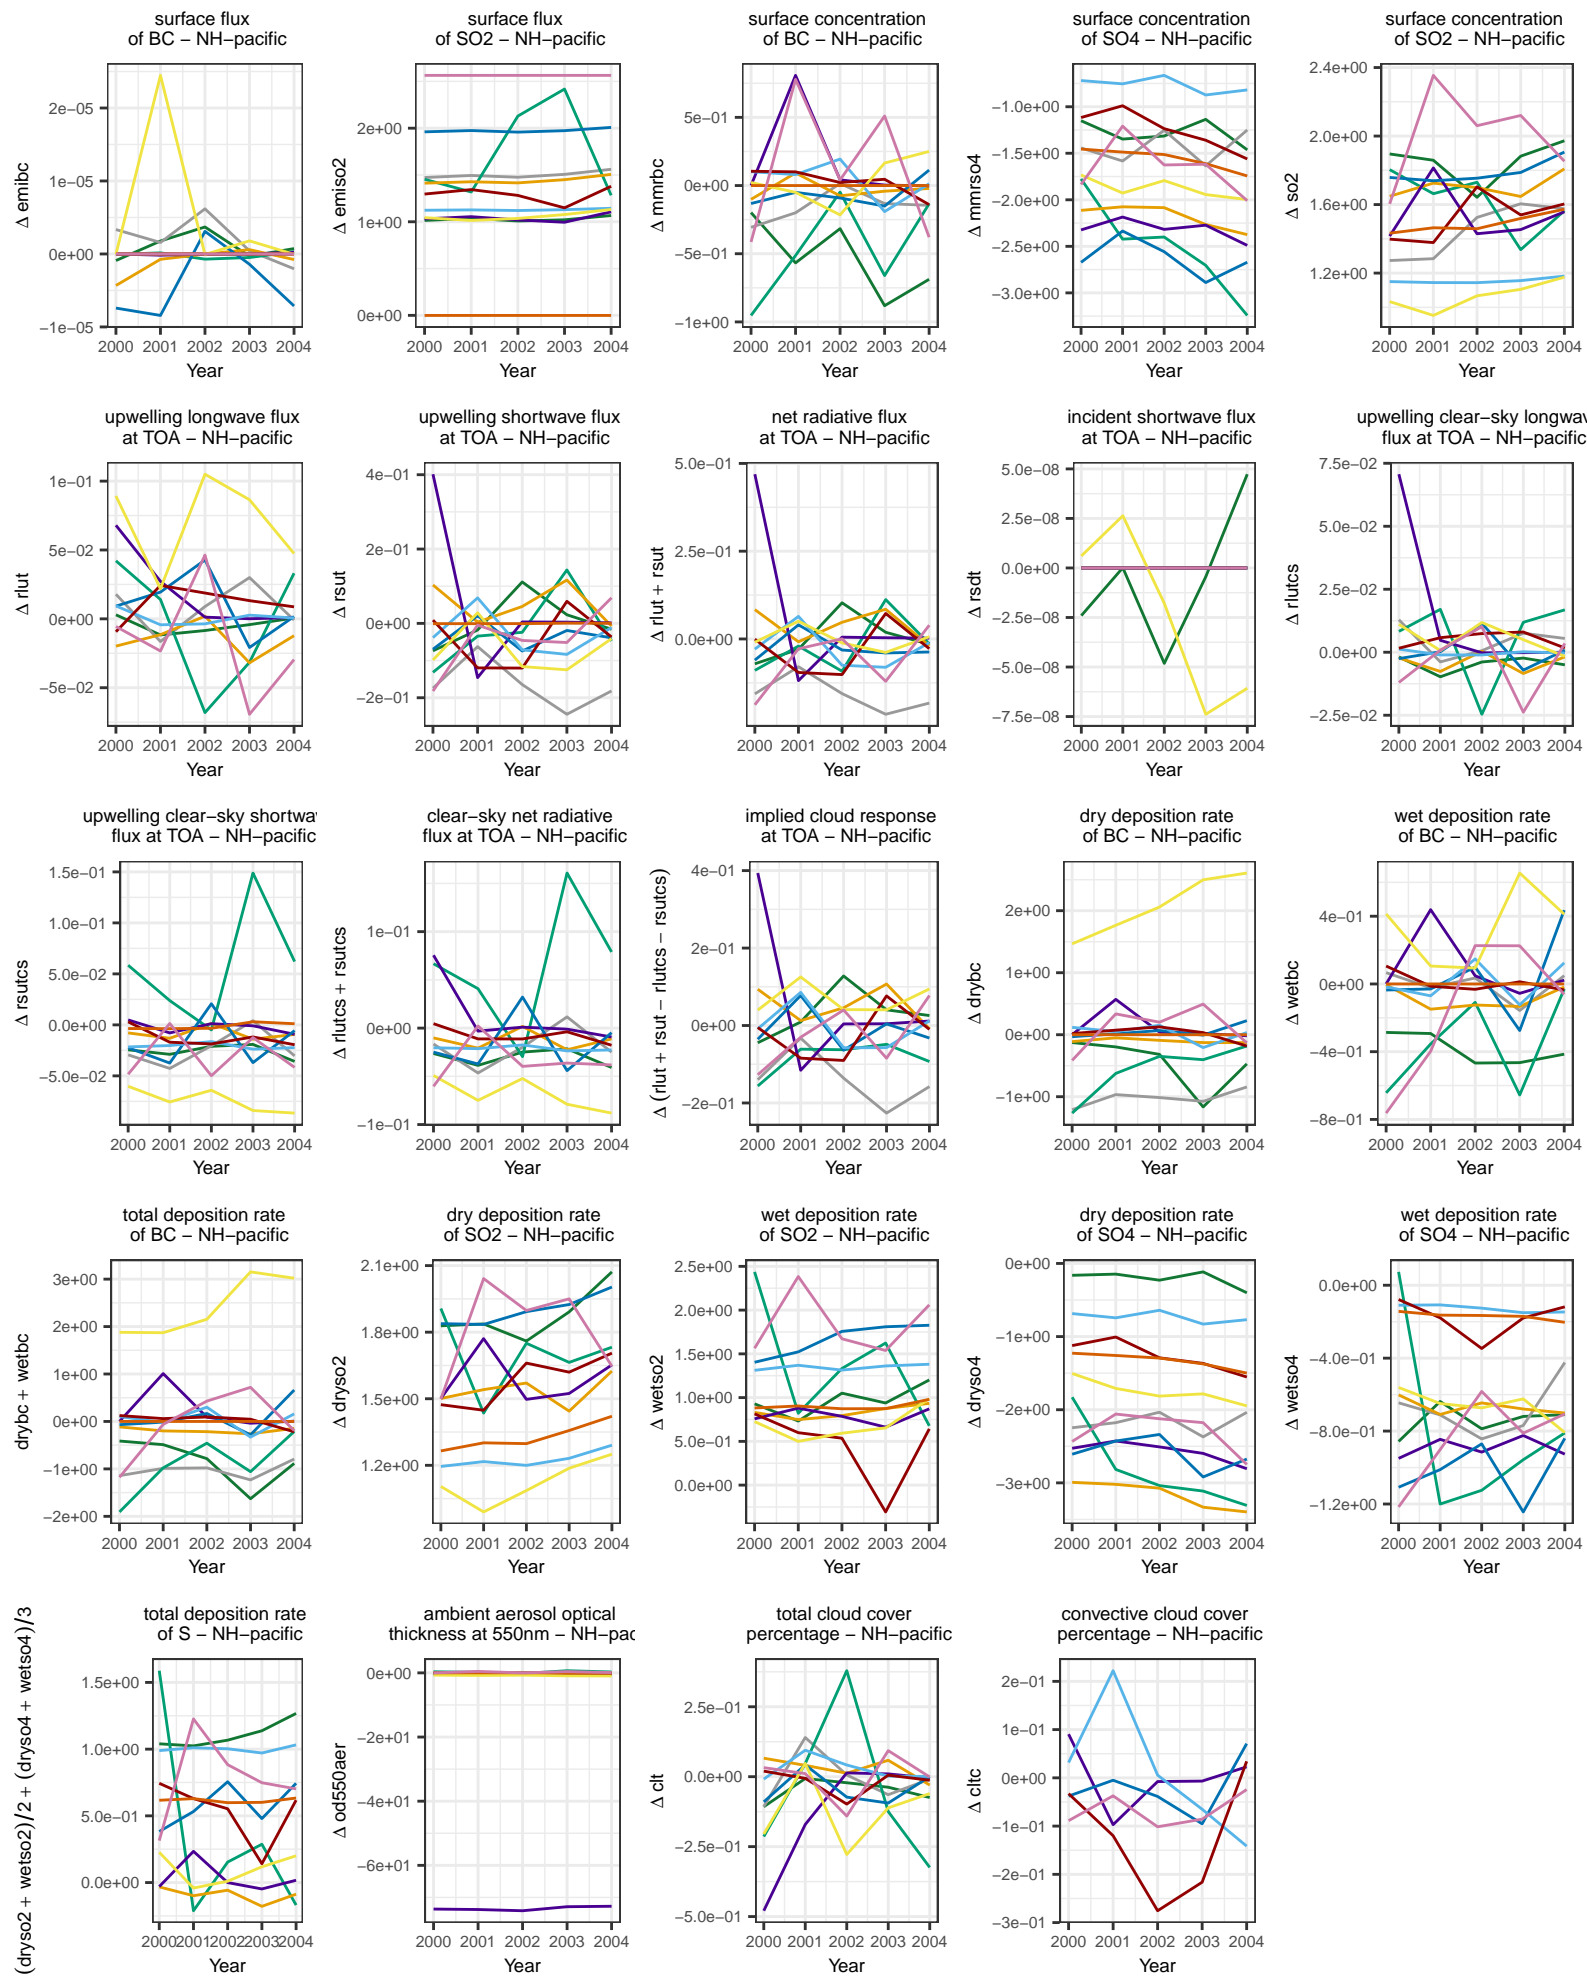 surface flux
of BC − NH−pacific
Δ emibc
2e−05
1e−05
0e+00
−1e−05
2000 2001 2002 2003 2004
Year
surface flux
of SO2 − NH−pacific
Δ emiso2
2e+00
1e+00
0e+00
2000 2001 2002 2003 2004
Year
surface concentration
of BC − NH−pacific
Δ mmrbc
5e−01
0e+00
−5e−01
−1e+00
2000 2001 2002 2003 2004
Year
surface concentration
of SO4 − NH−pacific
Δ mmrso4
−1.0e+00
−1.5e+00
−2.0e+00
−2.5e+00
−3.0e+00
2000 2001 2002 2003 2004
Year
surface concentration
of SO2 − NH−pacific
Δ so2
2.4e+00
2.0e+00
1.6e+00
1.2e+00
2000 2001 2002 2003 2004
Year
upwelling longwave flux
at TOA − NH−pacific
Δ rlut
1e−01
5e−02
0e+00
−5e−02
2000 2001 2002 2003 2004
Year
upwelling shortwave flux
at TOA − NH−pacific
Δ rsut
4e−01
2e−01
0e+00
−2e−01
2000 2001 2002 2003 2004
Year
net radiative flux
at TOA − NH−pacific
Δ rlut + rsut
5.0e−01
2.5e−01
0.0e+00
2000 2001 2002 2003 2004
Year
incident shortwave flux
at TOA − NH−pacific
Δ rsdt
5.0e−08
2.5e−08
0.0e+00
−2.5e−08
−5.0e−08
−7.5e−08
2000 2001 2002 2003 2004
Year
upwelling clear−sky longwav
flux at TOA − NH−pacific
Δ rlutcs
7.5e−02
5.0e−02
2.5e−02
0.0e+00
−2.5e−02
2000 2001 2002 2003 2004
Year
upwelling clear−sky shortwav
flux at TOA − NH−pacific
Δ rsutcs
1.5e−01
1.0e−01
5.0e−02
0.0e+00
−5.0e−02
2000 2001 2002 2003 2004
Year
clear−sky net radiative
flux at TOA − NH−pacific
Δ rlutcs + rsutcs
1e−01
0e+00
−1e−01
2000 2001 2002 2003 2004
Year
implied cloud response
at TOA − NH−pacific
Δ (rlut + rsut − rlutcs − rsutcs)
4e−01
2e−01
0e+00
−2e−01
2000 2001 2002 2003 2004
Year
dry deposition rate
of BC − NH−pacific
Δ drybc
2e+00
1e+00
0e+00
−1e+00
2000 2001 2002 2003 2004
Year
wet deposition rate
of BC − NH−pacific
Δ wetbc
4e−01
0e+00
−4e−01
−8e−01
2000 2001 2002 2003 2004
Year
total deposition rate
of BC − NH−pacific
drybc + wetbc
3e+00
2e+00
1e+00
0e+00
−1e+00
−2e+00
2000 2001 2002 2003 2004
Year
dry deposition rate
of SO2 − NH−pacific
Δ dryso2
2.1e+00
1.8e+00
1.5e+00
1.2e+00
2000 2001 2002 2003 2004
Year
wet deposition rate
of SO2 − NH−pacific
Δ wetso2
2.5e+00
2.0e+00
1.5e+00
1.0e+00
5.0e−01
0.0e+00
2000 2001 2002 2003 2004
Year
dry deposition rate
of SO4 − NH−pacific
Δ dryso4
0e+00
−1e+00
−2e+00
−3e+00
2000 2001 2002 2003 2004
Year
wet deposition rate
of SO4 − NH−pacific
Δ wetso4
0.0e+00
−4.0e−01
−8.0e−01
−1.2e+00
2000 2001 2002 2003 2004
Year
total deposition rate
of S − NH−pacific
(dryso2 + wetso2)/2 + (dryso4 + wetso4)/3
1.5e+00
1.0e+00
5.0e−01
0.0e+00
2000 2001 2002 2003 2004
Year
ambient aerosol optical
thickness at 550nm − NH−pac
Δ od550aer
0e+00
−2e+01
−4e+01
−6e+01
2000 2001 2002 2003 2004
Year
total cloud cover
percentage − NH−pacific
Δ clt
2.5e−01
0.0e+00
−2.5e−01
−5.0e−01
2000 2001 2002 2003 2004
Year
convective cloud cover
percentage − NH−pacific
Δ cltc
2e−01
1e−01
0e+00
−1e−01
−2e−01
−3e−01
2000 2001 2002 2003 2004
Year